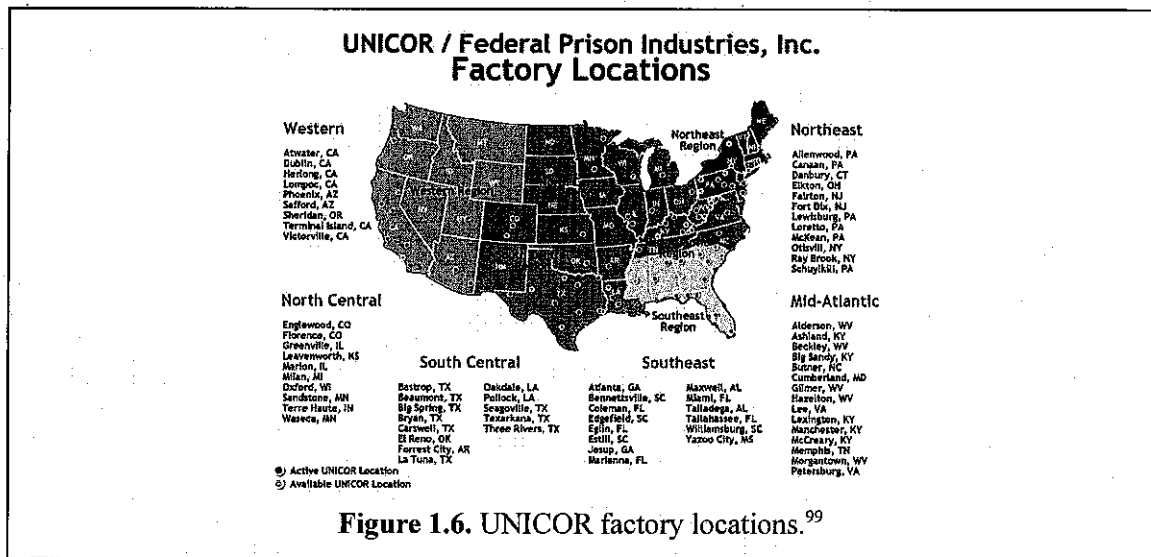 UNICOR / Federal Prison Industries, Inc.
Factory Locations
Western
Atwater, CA
Dublin, CA
Herlong, CA
Lompoc, CA
Phoenix, AZ
Safford, AZ
Sheridan, OR
Terminal Island, CA
Victorville, CA
Northeast
Region
Western Region
Region
Southeast
Region
Northeast
Allenwood, PA
Canaan, PA
Danbury, CT
Elkton, OH
Fairton, NJ
Fort Dix, NJ
Lewisburg, PA
Loretto, PA
McKean, PA
Otisvill, NY
Ray Brook, NY
Schuylkill, PA
North Central
Englewood, CO
Florence, CO
Greenville, IL
Leavenworth, KS
Marion, IL
Milan, MI
Oxford, WI
Sandstone, MN
Terre Haute, IN
Waseca, MN
South Central
Bastrop, TX
Beaumont, TX
Big Spring, TX
Bryan, TX
Carswell, TX
El Reno, OK
Forrest City, AR
La Tuna, TX
Oakdale, LA
Pollock, LA
Seagoville, TX
Texarkana, TX
Three Rivers, TX
Southeast
Atlanta, GA
Bennettsville, SC
Coleman, FL
Edgefield, SC
Eglin, FL
Estill, SC
Jesup, GA
Marianna, FL
Maxwell, AL
Miami, FL
Talladega, AL
Tallahassee, FL
Williamsburg, SC
Yazoo City, MS
Mid-Atlantic
Alderson, WV
Ashland, KY
Beckley, WV
Big Sandy, KY
Butner, NC
Cumberland, MD
Gilmer, WV
Hazelton, WV
Lee, VA
Lexington, KY
Manchester, KY
McCreary, KY
Memphis, TN
Morgantown, WV
Petersburg, VA
Active UNICOR Location
Available UNICOR Location
Figure 1.6. UNICOR factory locations.99